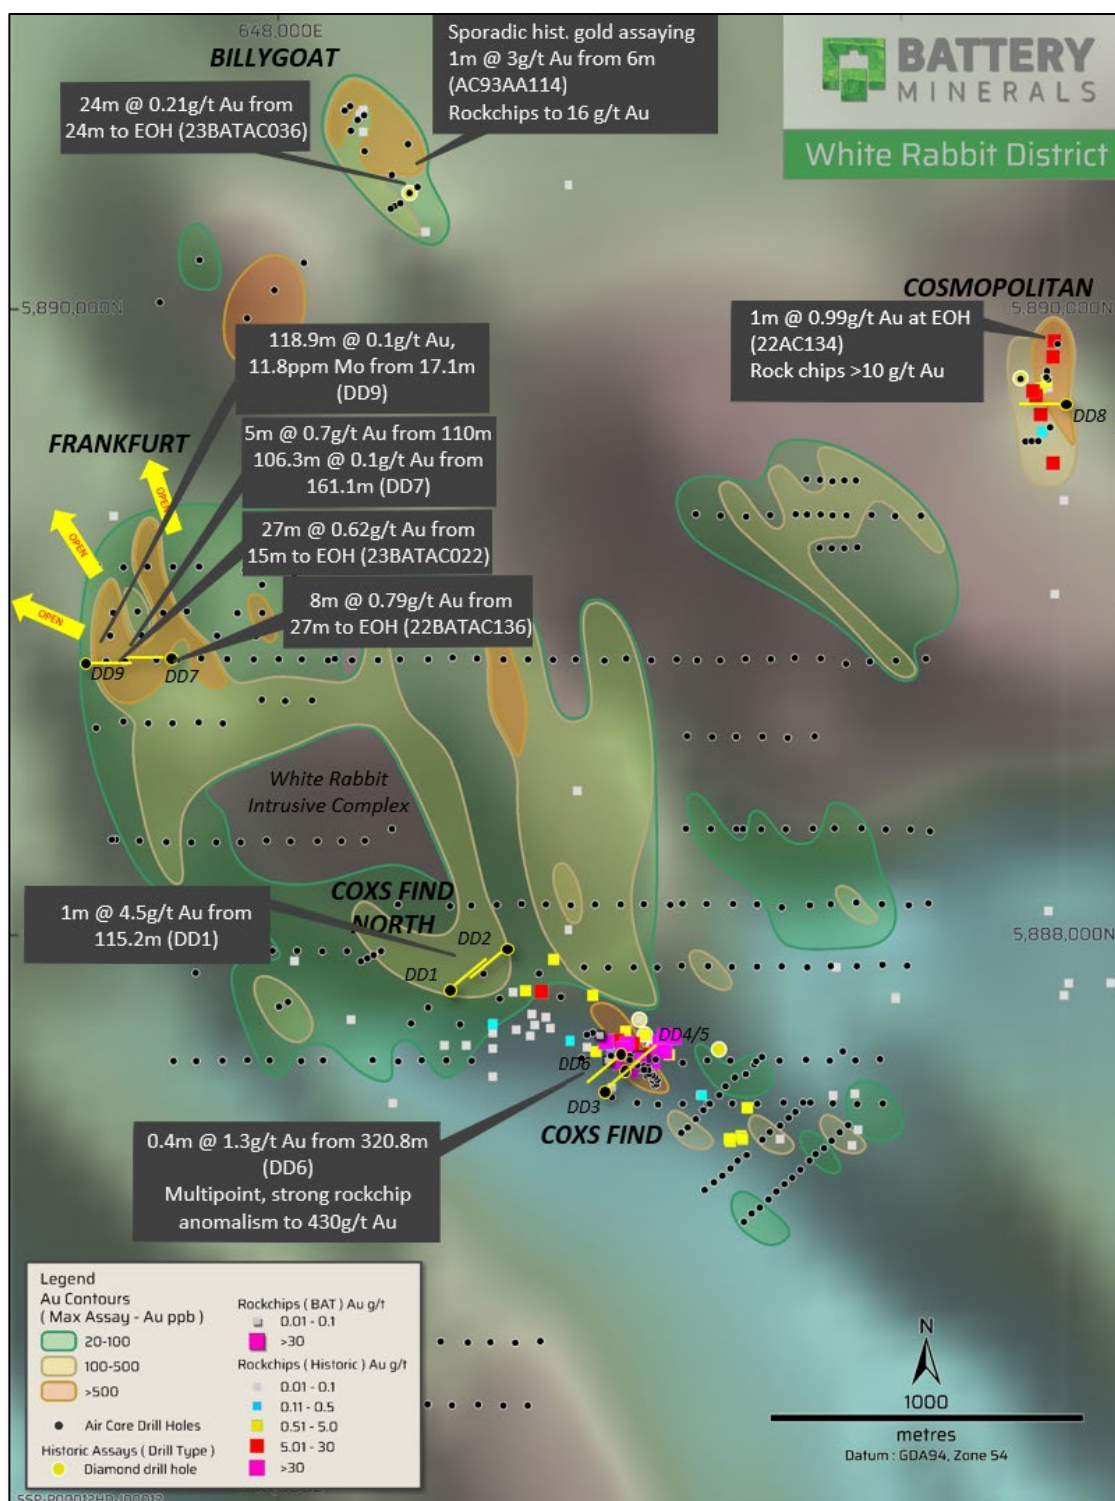 648,000E
BILLYGOAT
24m @ 0.21g/t Au from
24m to EOH (23BATAC036)
Sporadic hist. gold assaying
1m @ 3g/t Au from 6m
(AC93AA114)
Rockchips to 16 g/t Au
BATTERY
MINERALS
White Rabbit District
5,890,000N
COSMOPOLITAN
5,890,000N
1m @ 0.99g/t Au at EOH
(22AC134)
Rock chips >10 g/t Au
DD8
118.9m @ 0.1g/t Au,
11.8ppm Mo from 17.1m
(DD9)
FRANKFURT
5m @ 0.7g/t Au from 110m
106.3m @ 0.1g/t Au from
161.1m (DD7)
27m @ 0.62g/t Au from
15m to EOH (23BATAC022)
8m @ 0.79g/t Au from
27m to EOH (22BATAC136)
OPEN
OPEN
OPEN
DD9
DD7
White Rabbit
Intrusive Complex
COXS FIND
NORTH
1m @ 4.5g/t Au from
115.2m (DD1)
DD2
DD1
5,888,000N
DD4/5
DD6
DD3
COXS FIND
0.4m @ 1.3g/t Au from 320.8m
(DD6)
Multipoint, strong rockchip
anomalism to 430g/t Au
Legend
Au Contours
( Max Assay - Au ppb )
20-100
100-500
>500
Air Core Drill Holes
Historic Assays ( Drill Type )
Diamond drill hole
Rockchips ( BAT ) Au g/t
0.01 - 0.1
>30
Rockchips ( Historic ) Au g/t
0.01 - 0.1
0.11 - 0.5
0.51 - 5.0
5.01 - 30
>30
N
1000
metres
Datum : GDA94, Zone 54